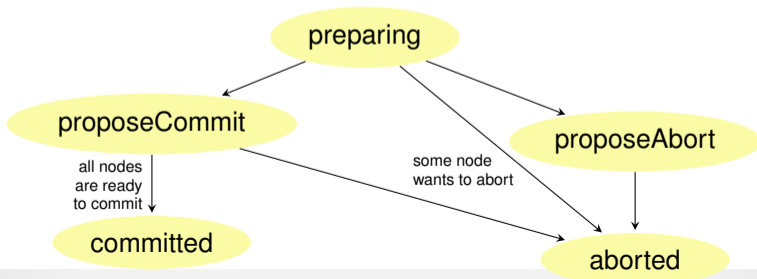 preparing
proposeCommit
proposeAbort
all nodes
are ready
to commit
some node
wants to abort
committed
aborted